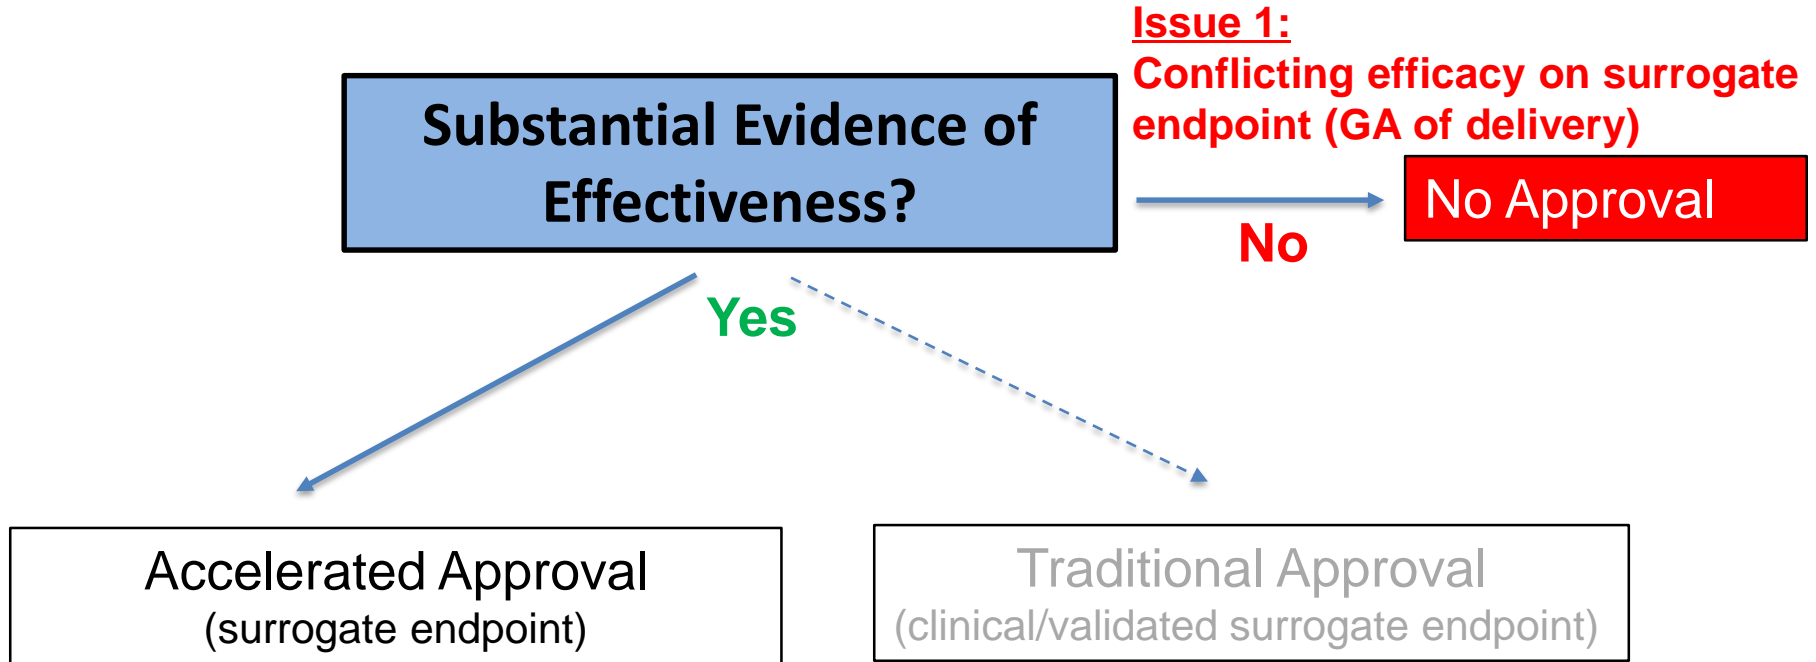 Issue 1:
Conflicting efficacy on surrogate
endpoint (GA of delivery)
Substantial Evidence of
Effectiveness?
No Approval
No
Yes
Accelerated Approval
(surrogate endpoint)
Traditional Approval
(clinical/validated surrogate endpoint)